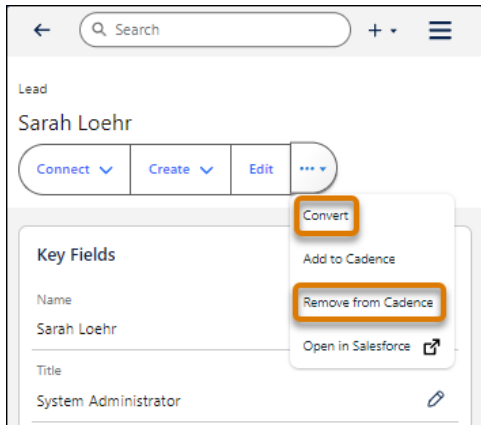 Search
Lead
Sarah Loehr
Connect
Create
Edit
Convert
Add to Cadence
Remove from Cadence
Open in Salesforce
Key Fields
Name
Sarah Loehr
Title
System Administrator